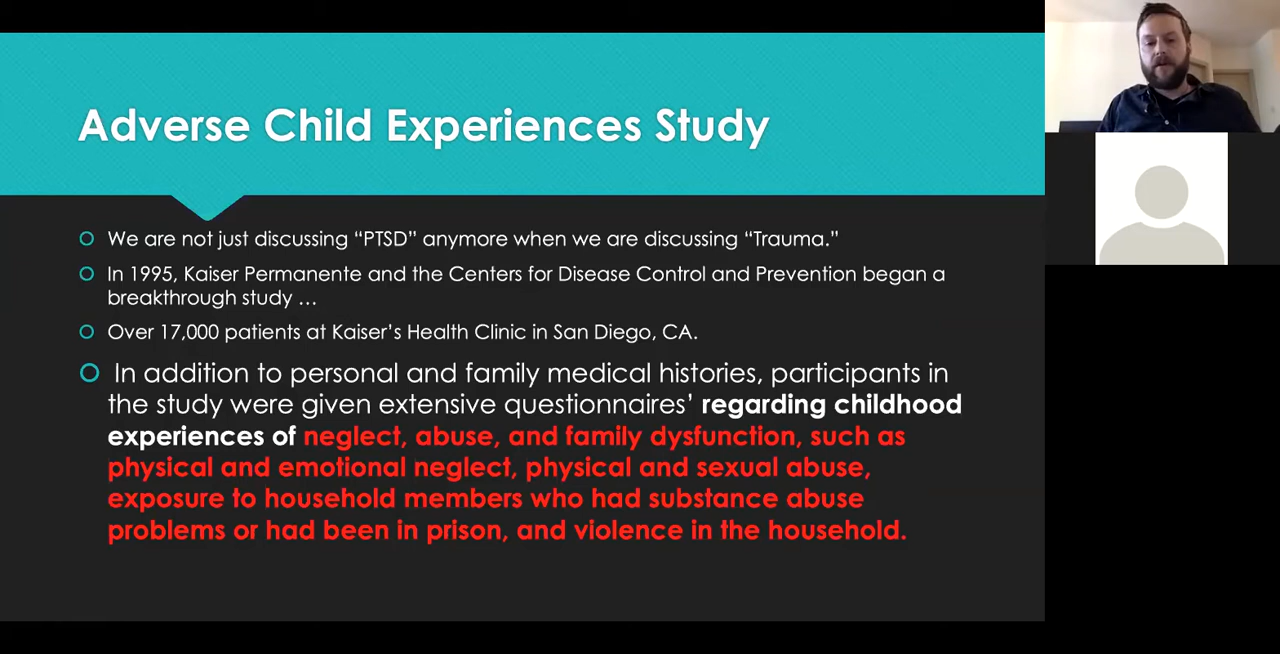 Adverse Child Experiences Study
We are not just discussing “PTSD” anymore when we are discussing “Trauma.”
In 1995, Kaiser Permanente and the Centers for Disease Control and Prevention began a
breakthrough study …
Over 17,000 patients at Kaiser’s Health Clinic in San Diego, CA.
In addition to personal and family medical histories, participants in
the study were given extensive questionnaires’ regarding childhood
experiences of neglect, abuse, and family dysfunction, such as
physical and emotional neglect, physical and sexual abuse,
exposure to household members who had substance abuse
problems or had been in prison, and violence in the household.